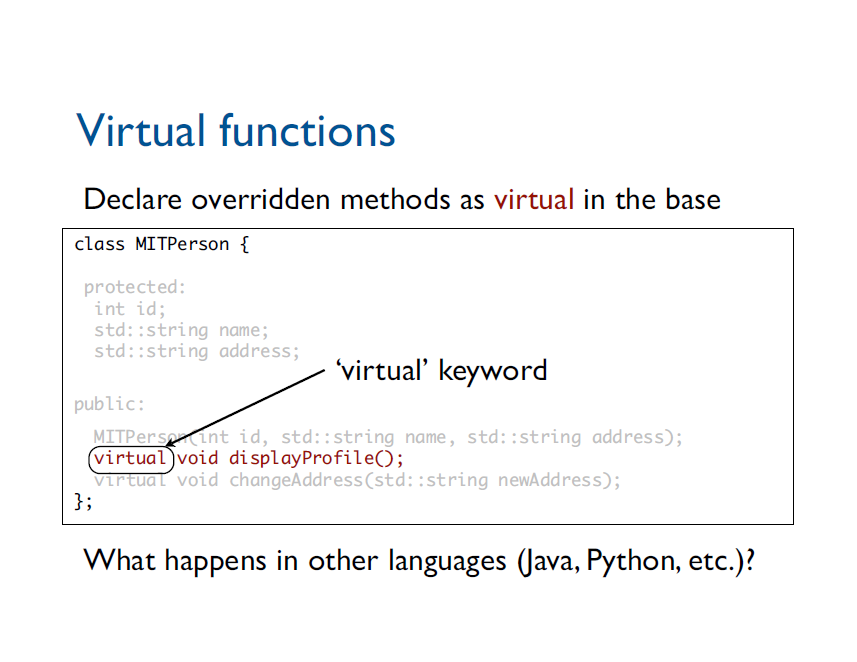 Virtual functions
Declare overridden methods as virtual in the base
class MITPerson {
protected:
int id;
std::string name;
std::string address;
‘virtual’ keyword
public:
MITPerson(int id, std::string name, std::string address);
virtual void displayProfile();
virtual void changeAddress(std::string newAddress);
};
What happens in other languages (Java, Python, etc.)?